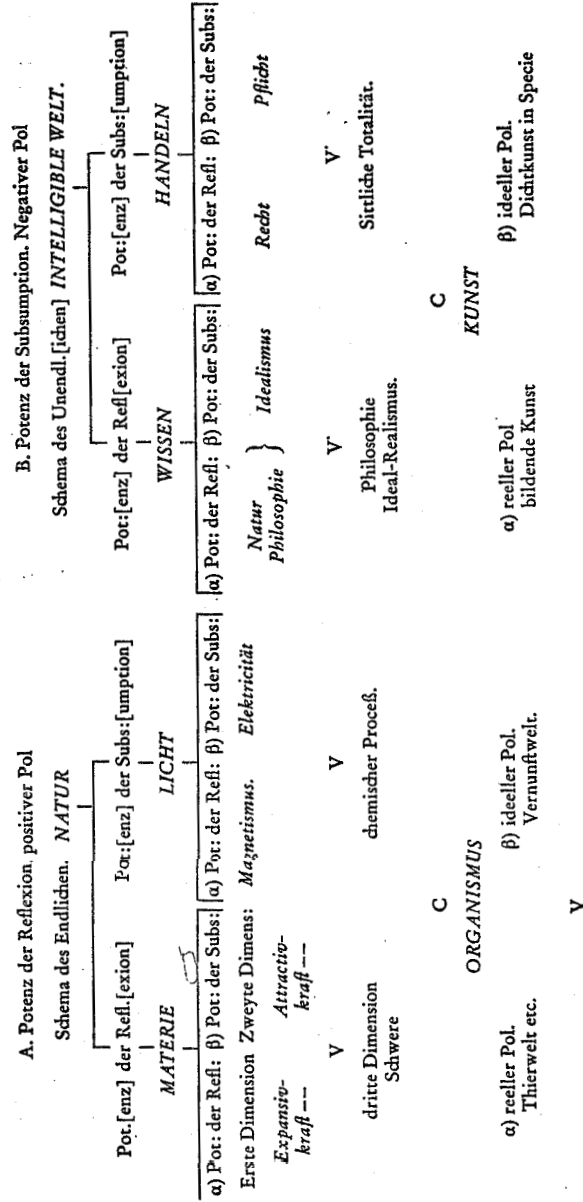 A. Potenz der Reflexion, positiver Pol
Schema des Endlichen. NATUR
Pot.[enz] der Refl.[exion]
Pot:[enz] der Subs:[umption]
MATERIE
LICHT
α) Pot: der Refl: β) Pot: der Subs:
α) Pot: der Refl: β) Pot: der Subs:
Erste Dimension Zweyte Dimens:
Magnetismus. Elektricität
Expansiv-
kraft --
Attractiv-
kraft --
V
V
dritte Dimension
Schwere
chemischer Proceß.
C
ORGANISMUS
α) reeller Pol.
Thierwelt etc.
β) ideeller Pol.
Vernunftwelt.
V
B. Potenz der Subsumption. Negativer Pol
Schema des Unendl.[ichen] INTELLIGIBLE WELT.
Pot:[enz] der Refl[exion]
Pot:[enz] der Subs:[umption]
WISSEN
HANDELN
α) Pot: der Refl: β) Pot: der Subs:
α) Pot: der Refl: β) Pot: der Subs:
Natur
Philosophie } Idealismus
Recht Pflicht
V
V
Philosophie
Ideal-Realismus.
Sittliche Totalität.
C
KUNST
α) reeller Pol
bildende Kunst
β) ideeller Pol.
Dichtkunst in Specie